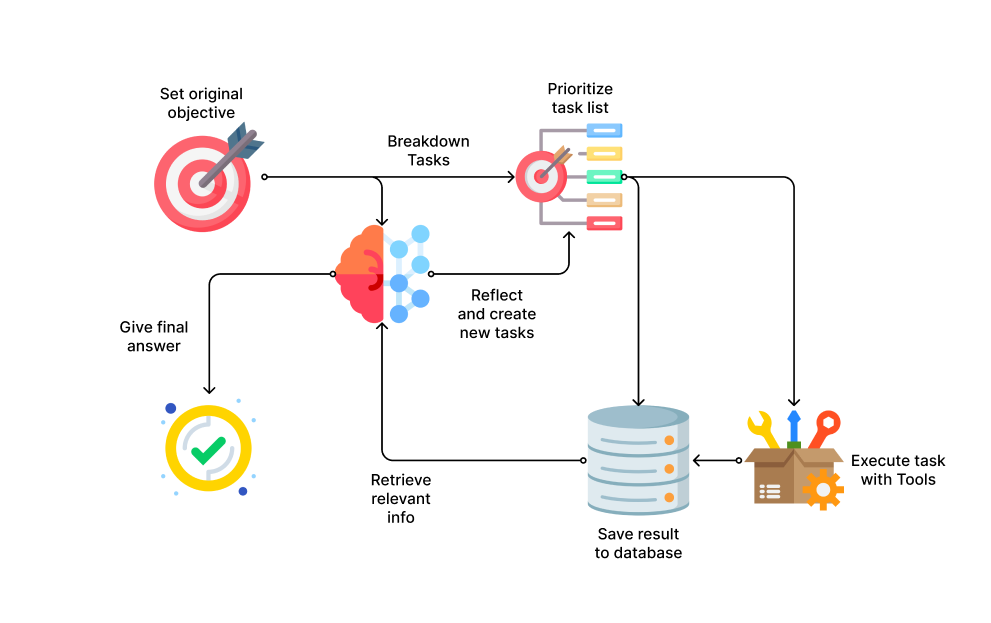 Set original
objective
Prioritize
task list
Breakdown
Tasks
Reflect
and create
new tasks
Give final
answer
Retrieve
relevant
info
Execute task
with Tools
Save result
to database